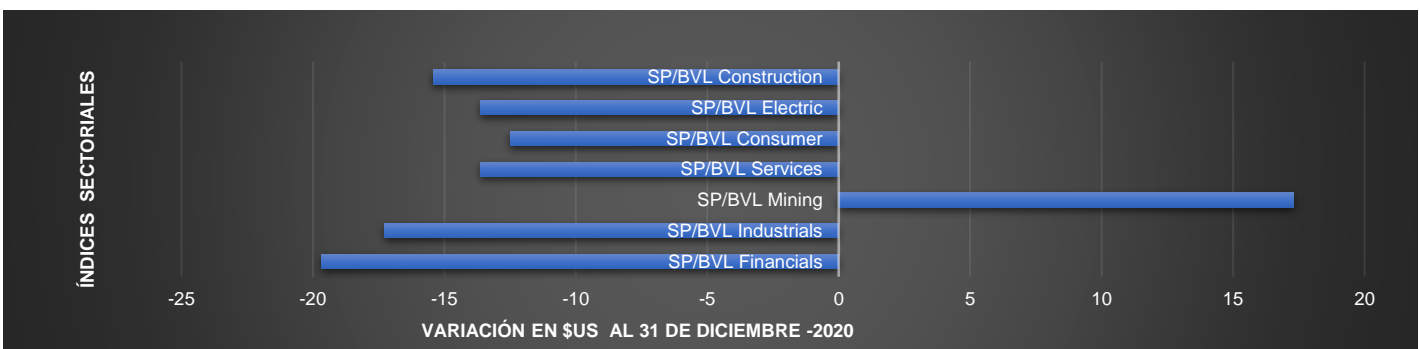 ÍNDICES SECTORIALES
SP/BVL Construction
SP/BVL Electric
SP/BVL Consumer
SP/BVL Services
SP/BVL Mining
SP/BVL Industrials
SP/BVL Financials
-25 -20 -15 -10 -5 0 5 10 15 20
VARIACIÓN EN $US AL 31 DE DICIEMBRE -2020